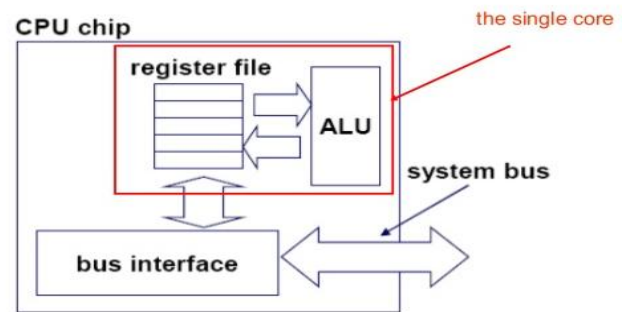 the single core
CPU chip
register file
ALU
system bus
bus interface